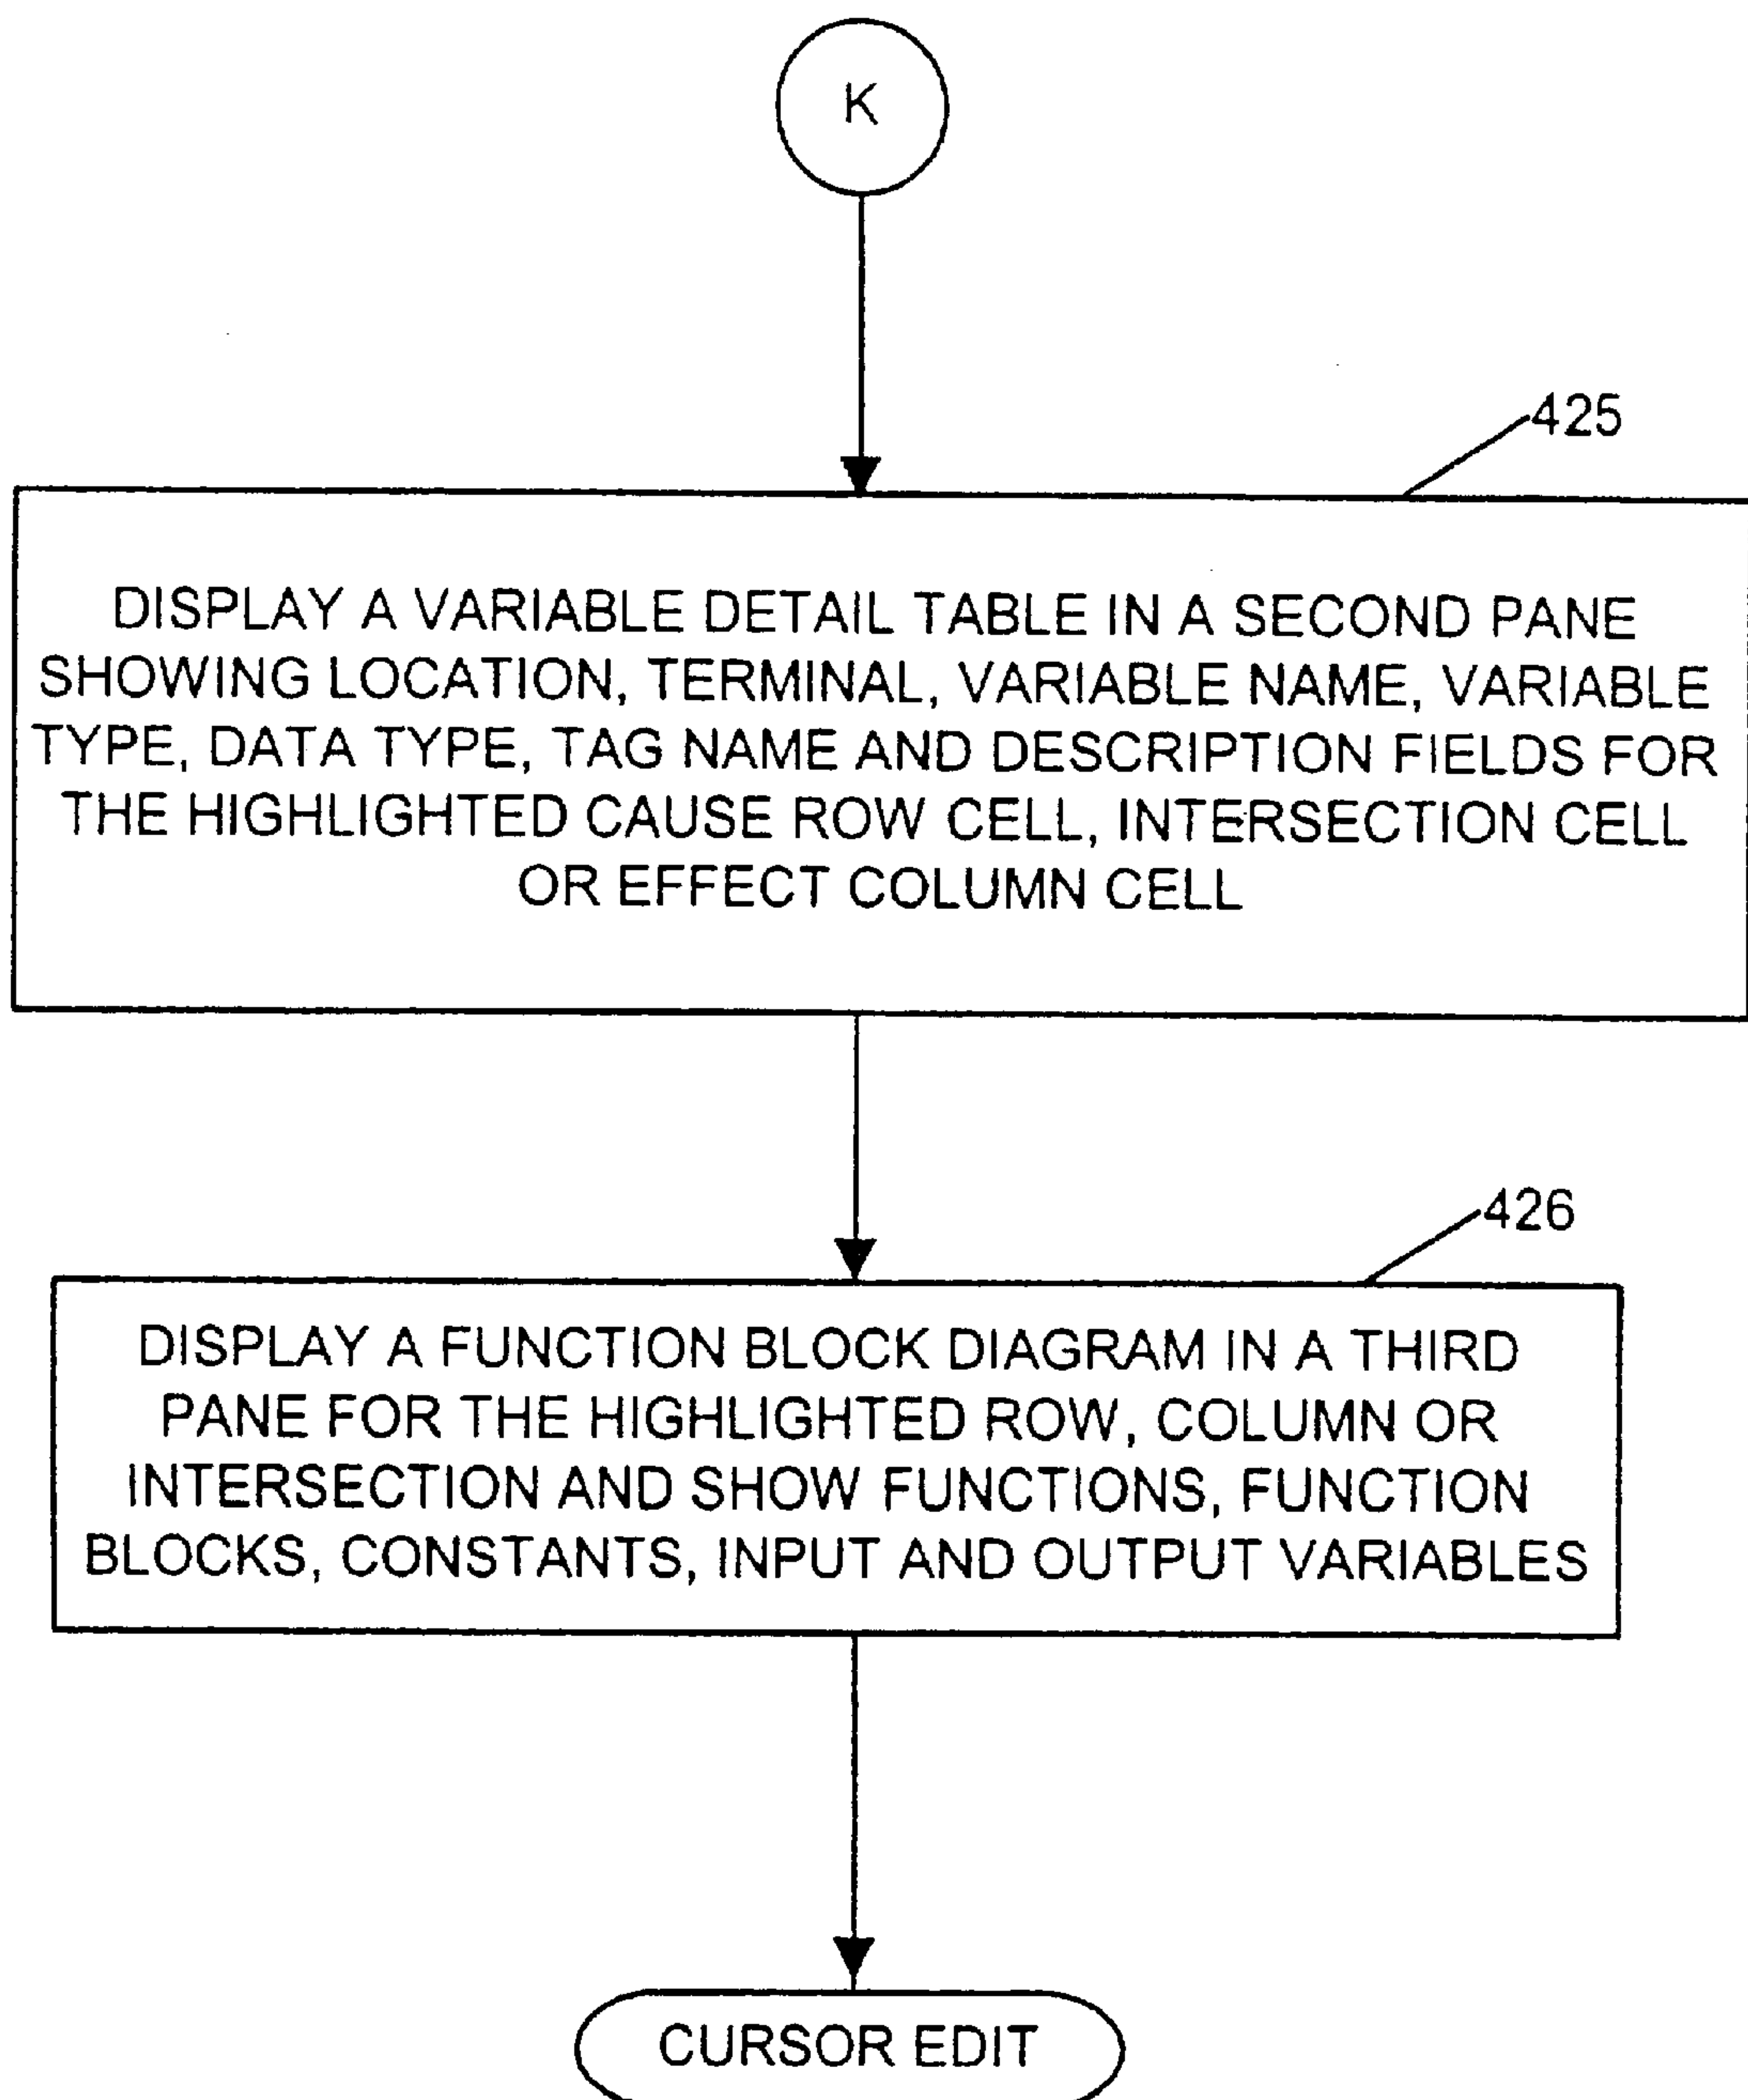 K
425
DISPLAY A VARIABLE DETAIL TABLE IN A SECOND PANE
SHOWING LOCATION, TERMINAL, VARIABLE NAME, VARIABLE
TYPE, DATA TYPE, TAG NAME AND DESCRIPTION FIELDS FOR
THE HIGHLIGHTED CAUSE ROW CELL, INTERSECTION CELL
OR EFFECT COLUMN CELL
426
DISPLAY A FUNCTION BLOCK DIAGRAM IN A THIRD
PANE FOR THE HIGHLIGHTED ROW, COLUMN OR
INTERSECTION AND SHOW FUNCTIONS, FUNCTION
BLOCKS, CONSTANTS, INPUT AND OUTPUT VARIABLES
CURSOR EDIT